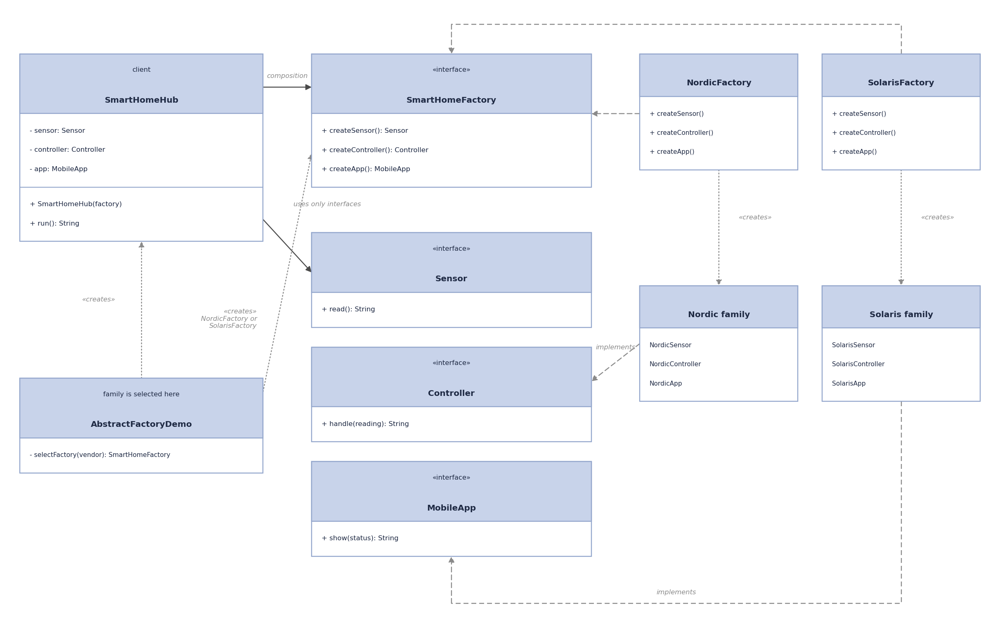 client
SmartHomeHub
- sensor: Sensor
- controller: Controller
- app: MobileApp
+ SmartHomeHub(factory)
+ run(): String
composition
«interface»
SmartHomeFactory
+ createSensor(): Sensor
+ createController(): Controller
+ createApp(): MobileApp
NordicFactory
+ createSensor()
+ createController()
+ createApp()
SolarisFactory
+ createSensor()
+ createController()
+ createApp()
uses only interfaces
«creates»
«creates»
«interface»
Sensor
+ read(): String
«creates»
«creates»
NordicFactory or
SolarisFactory
Nordic family
NordicSensor
NordicController
NordicApp
Solaris family
SolarisSensor
SolarisController
SolarisApp
implements
«interface»
Controller
+ handle(reading): String
family is selected here
AbstractFactoryDemo
- selectFactory(vendor): SmartHomeFactory
«interface»
MobileApp
+ show(status): String
implements